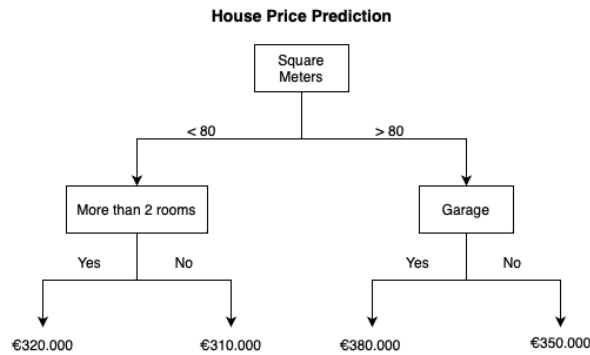 House Price Prediction
Square
Meters
< 80
> 80
More than 2 rooms
Garage
Yes
No
Yes
No
€320.000
€310.000
€380.000
€350.000